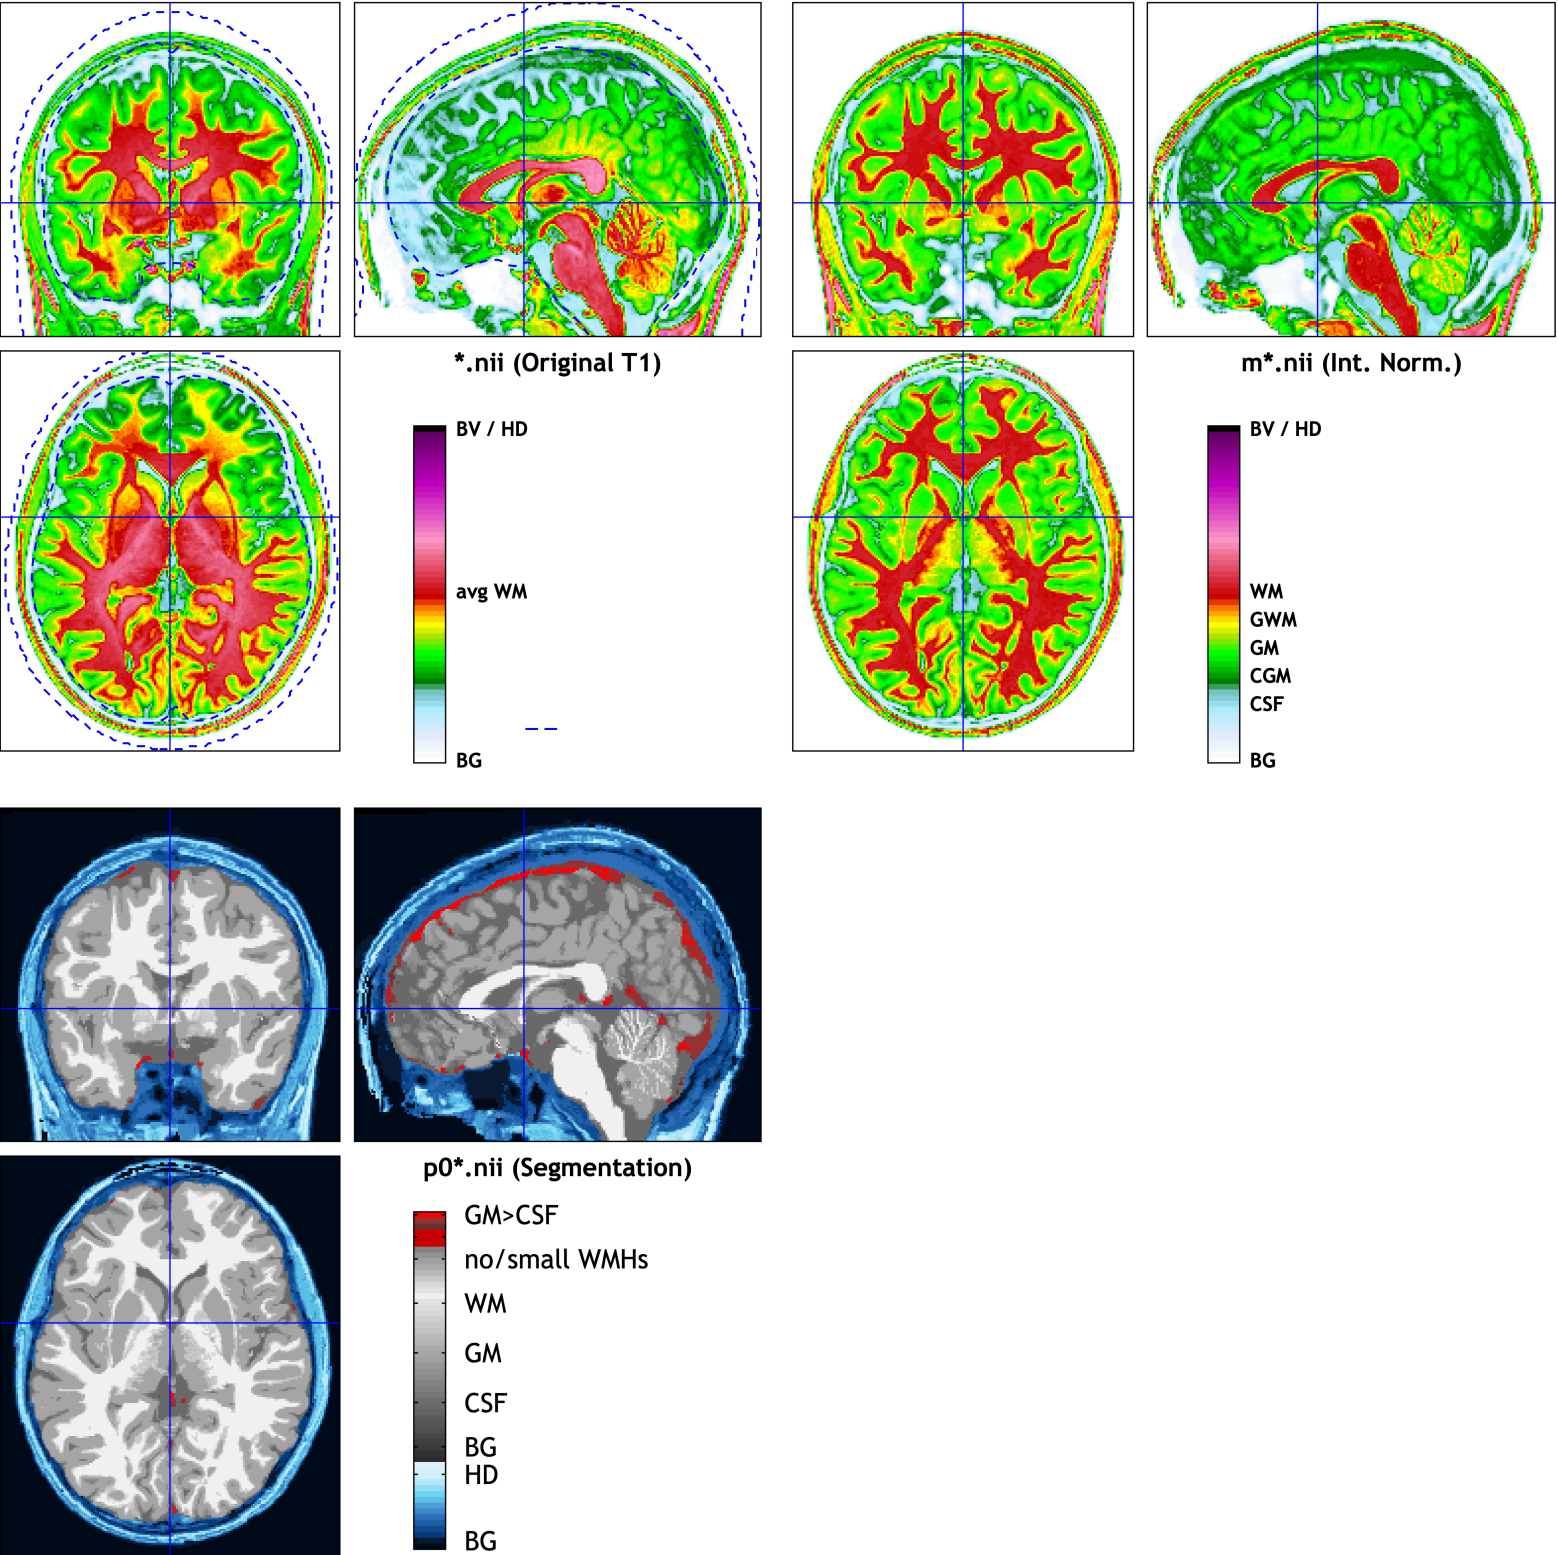 *.nii (Original T1)
BV / HD
avg WM
BG
m*.nii (Int. Norm.)
BV / HD
WM
GWM
GM
CGM
CSF
BG
p0*.nii (Segmentation)
GM>CSF
no/small WMHs
WM
GM
CSF
BG
HD
BG